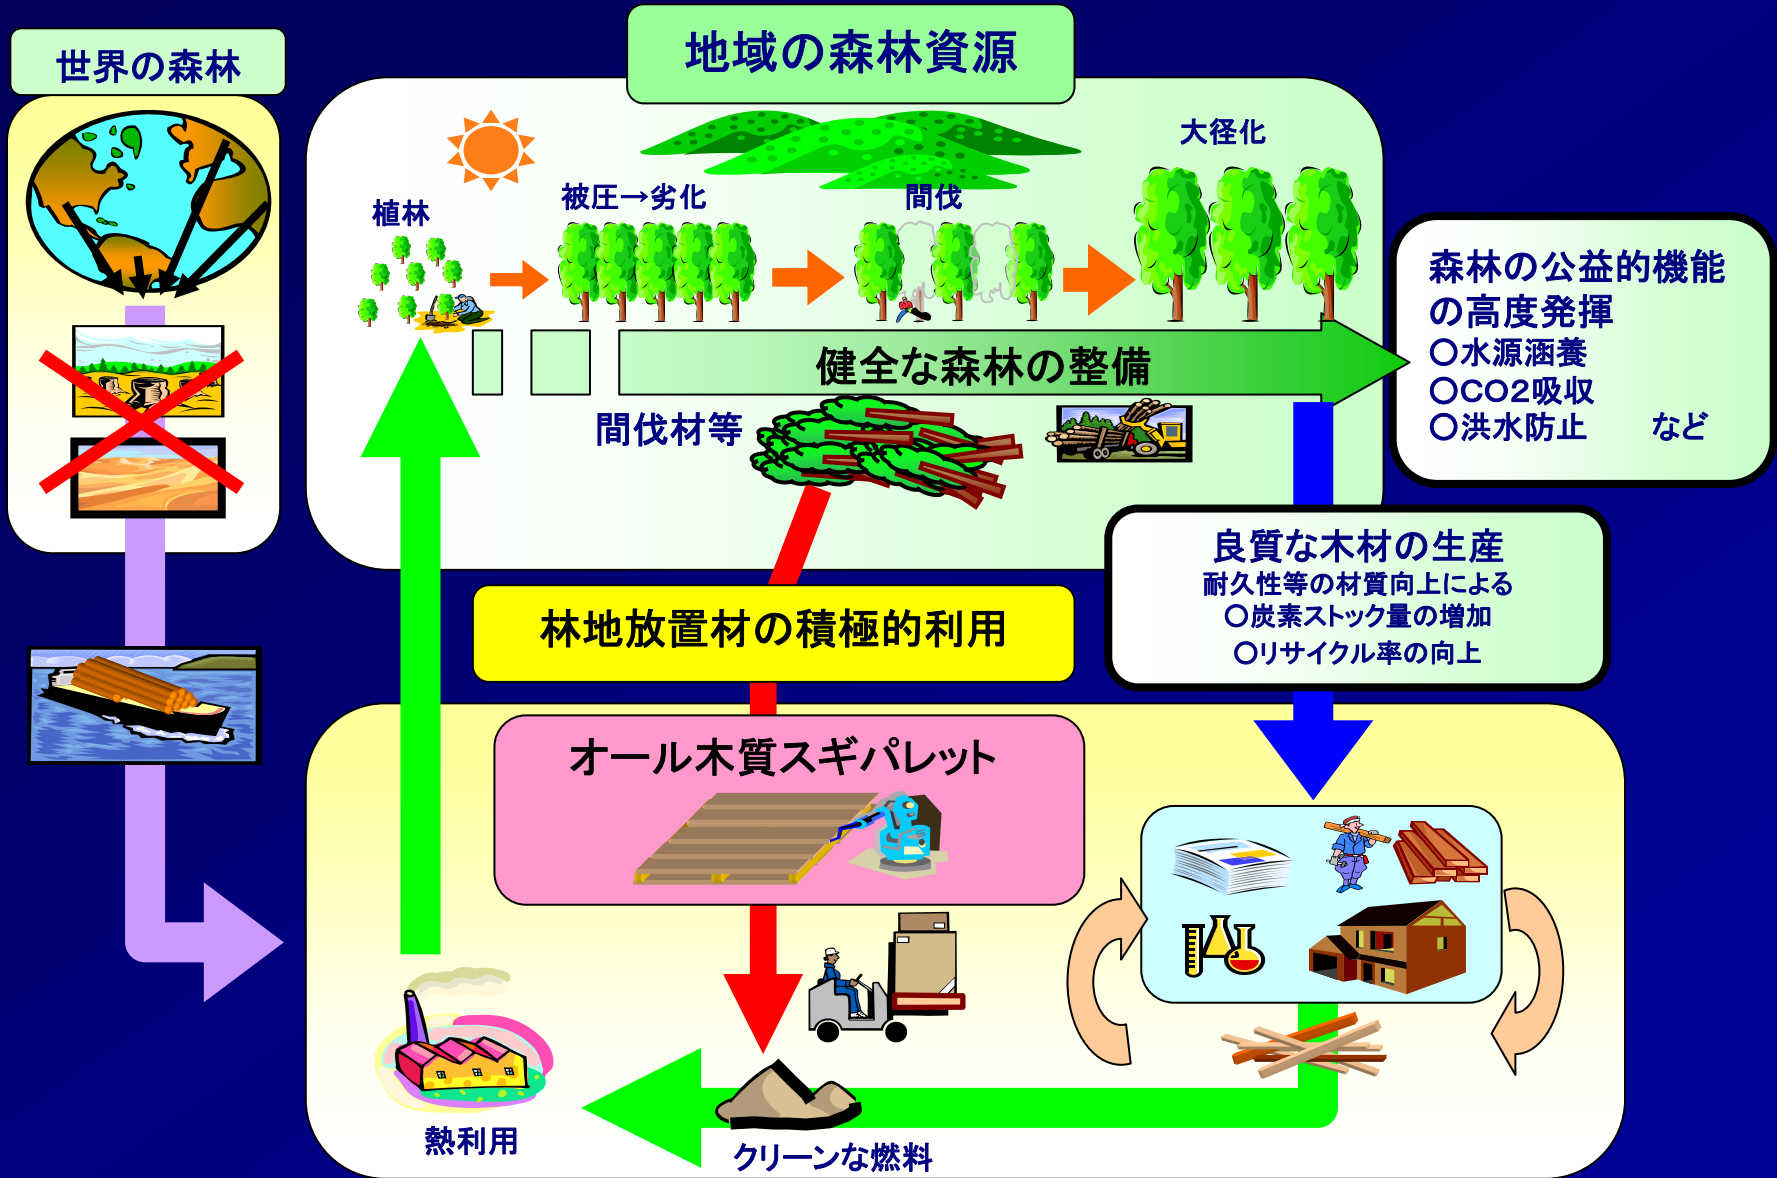 世界の森林
地域の森林資源
大径化
植林
被圧→劣化
間伐
健全な森林の整備
間伐材等
森林の公益的機能
の高度発揮
〇水源涵養
〇CO2吸収
〇洪水防止 など
良質な木材の生産
耐久性等の材質向上による
〇炭素ストック量の増加
〇リサイクル率の向上
林地放置材の積極的利用
オール木質スギパレット
熱利用
クリーンな燃料